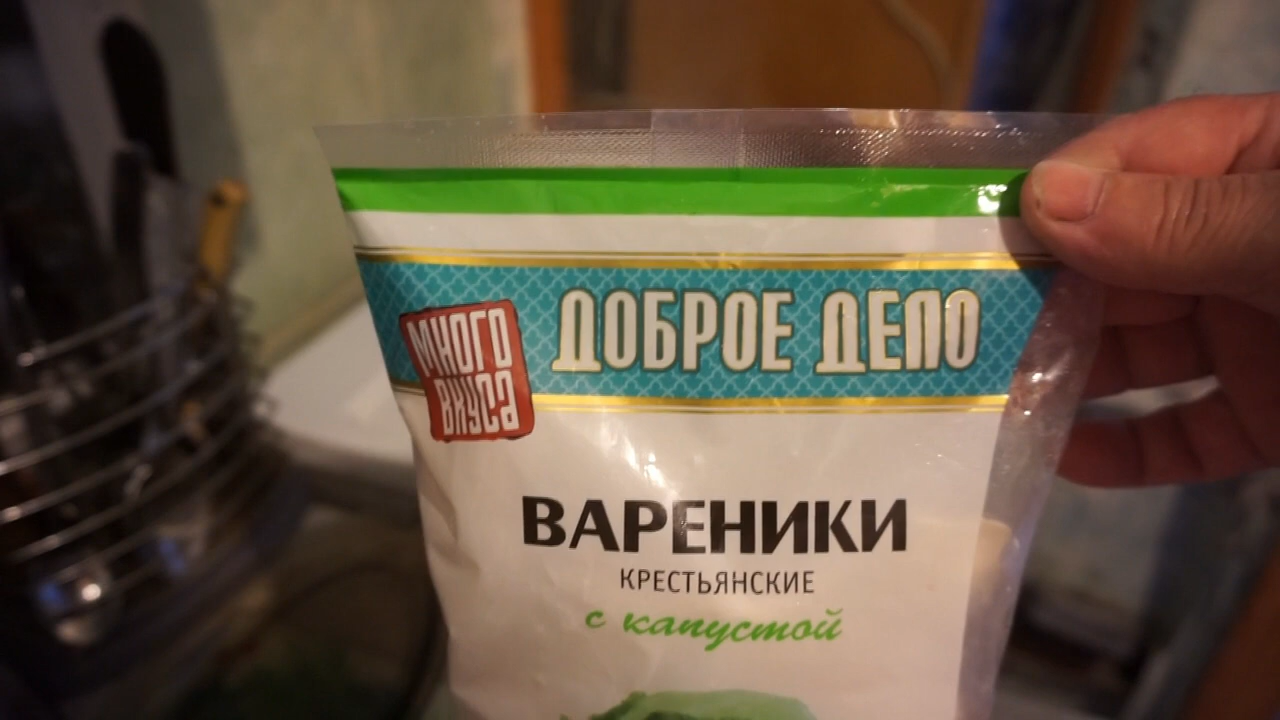 МНОГО
ВКУСА
ДОБРОЕ ДЕЛО
ВАРЕНИКИ
КРЕСТЬЯНСКИЕ
с капустой